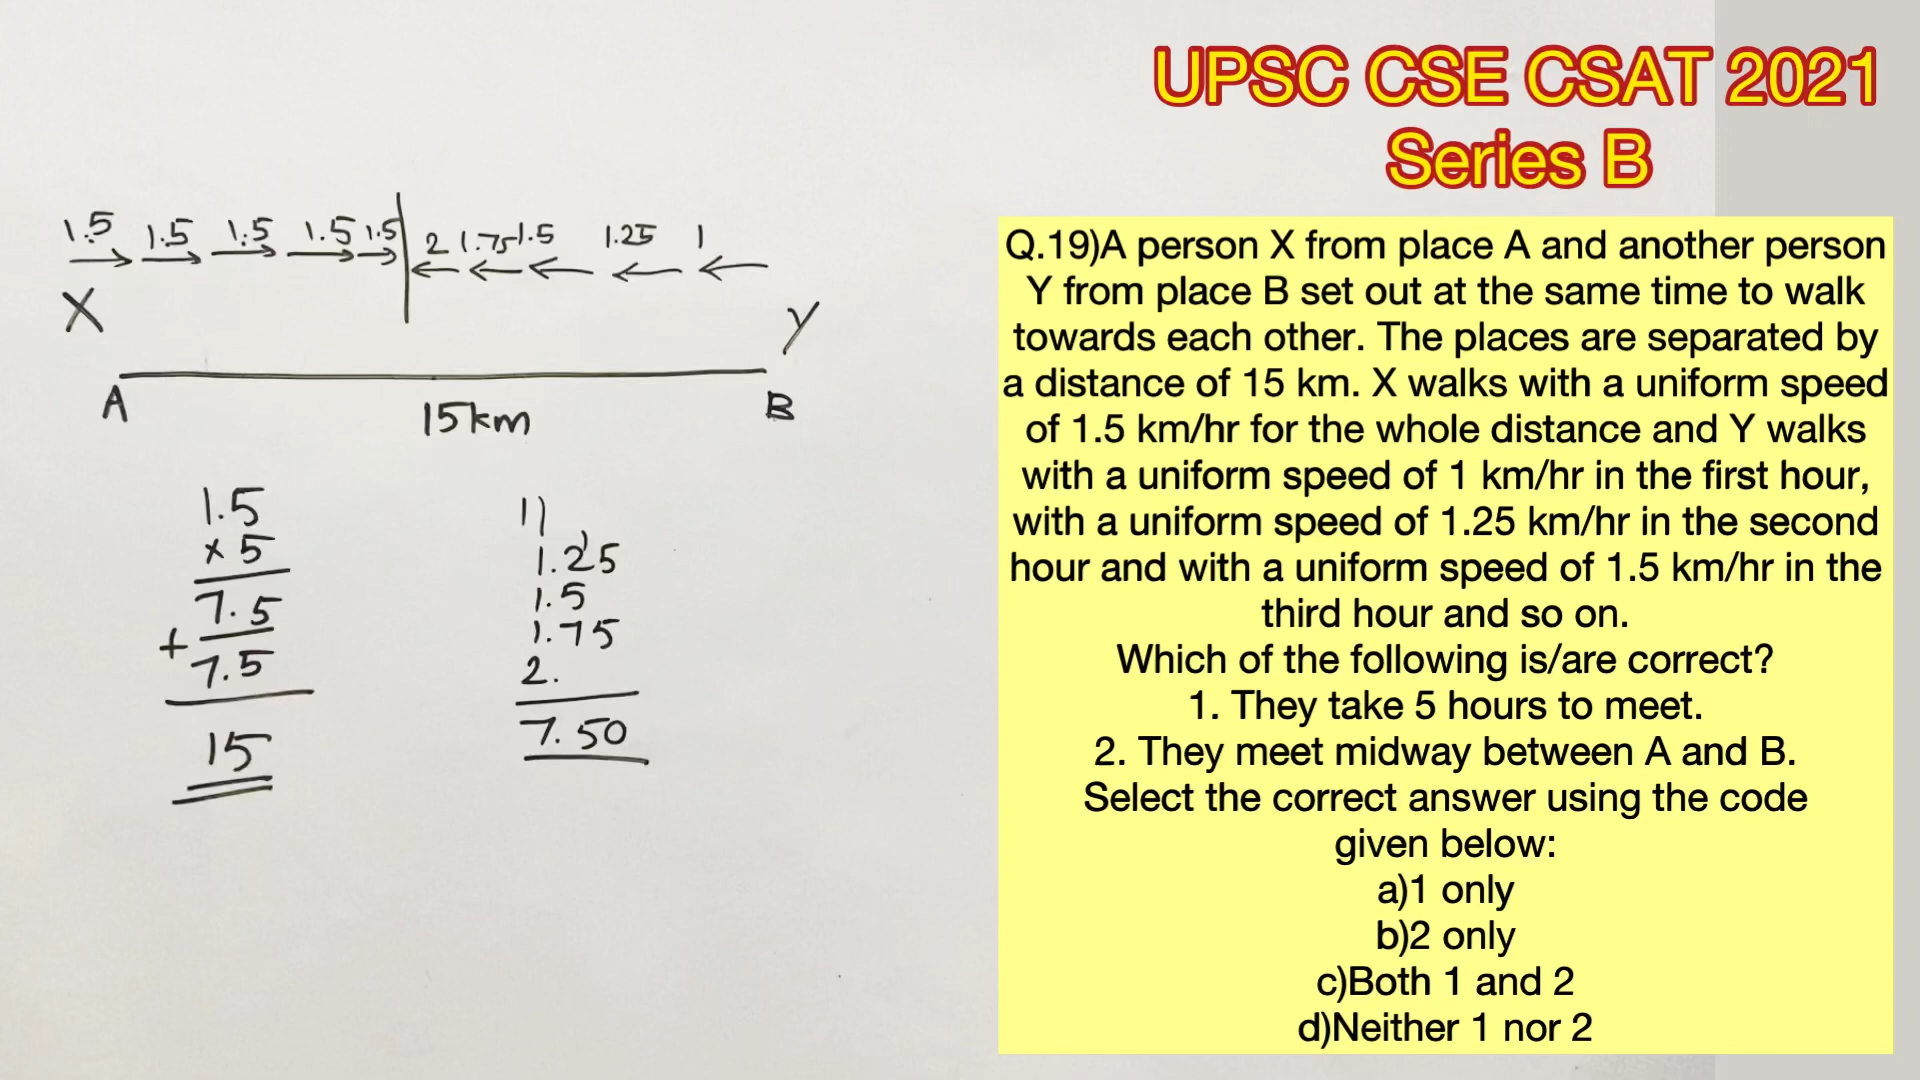 UPSC CSE CSAT 2021
Series B
1.5 1.5 1.5 1.5 1.5 2 1.75 1.5 1.25 1
X Y
A 15km B
1.5
x 5
7.5
+ 7.5
15
11
1.25
1.5
1.75
2.
7.50
Q.19)A person X from place A and another person
Y from place B set out at the same time to walk
towards each other. The places are separated by
a distance of 15 km. X walks with a uniform speed
of 1.5 km/hr for the whole distance and Y walks
with a uniform speed of 1 km/hr in the first hour,
with a uniform speed of 1.25 km/hr in the second
hour and with a uniform speed of 1.5 km/hr in the
third hour and so on.
Which of the following is/are correct?
1. They take 5 hours to meet.
2. They meet midway between A and B.
Select the correct answer using the code
given below:
a)1 only
b)2 only
c)Both 1 and 2
d)Neither 1 nor 2